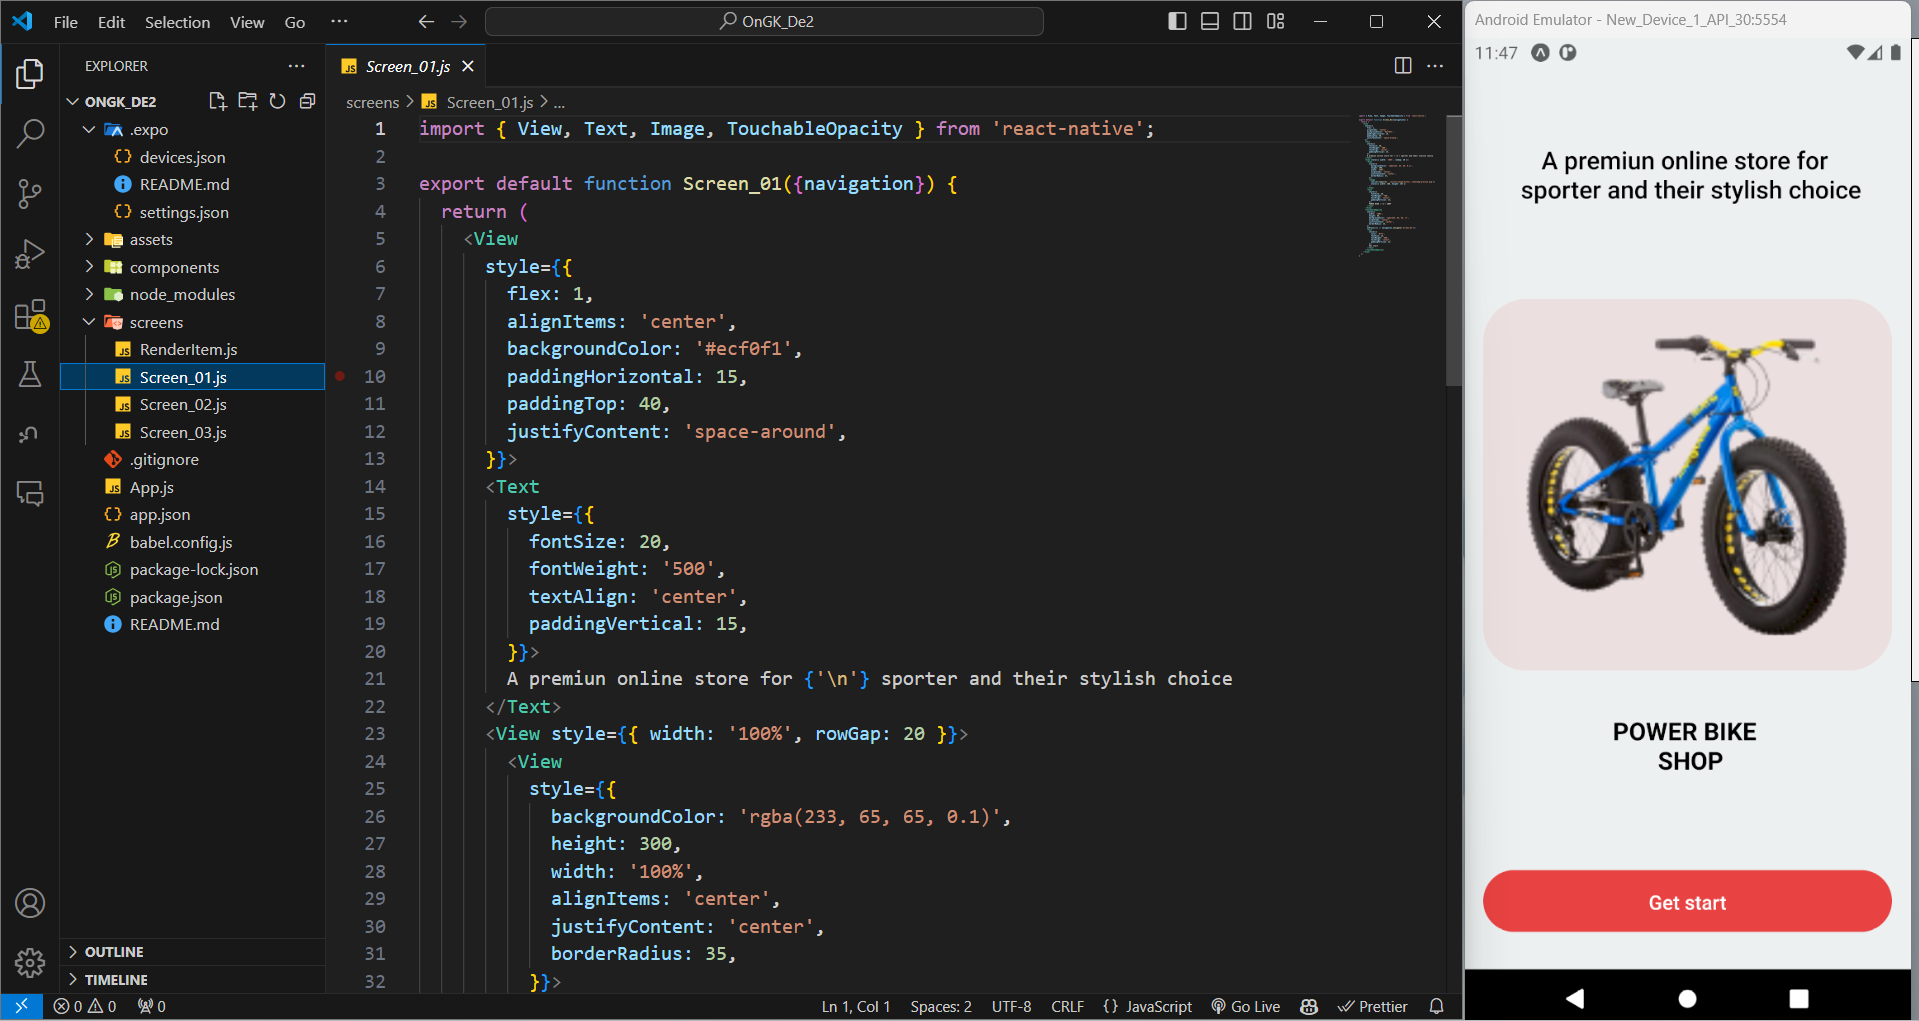 File Edit Selection View Go ···
OnGK_De2
EXPLORER ···
ONGK_DE2
.expo
devices.json
README.md
settings.json
assets
components
node_modules
screens
RenderItem.js
Screen_01.js
Screen_02.js
Screen_03.js
.gitignore
App.js
app.json
babel.config.js
package-lock.json
package.json
README.md
OUTLINE
TIMELINE
JS Screen_01.js
screens > JS Screen_01.js > ...
1 import { View, Text, Image, TouchableOpacity } from 'react-native';
2
3 export default function Screen_01({navigation}) {
4 return (
5 <View
6 style={{
7 flex: 1,
8 alignItems: 'center',
9 backgroundColor: '#ecf0f1',
10 paddingHorizontal: 15,
11 paddingTop: 40,
12 justifyContent: 'space-around',
13 }}>
14 <Text
15 style={{
16 fontSize: 20,
17 fontWeight: '500',
18 textAlign: 'center',
19 paddingVertical: 15,
20 }}>
21 A premiun online store for {'\n'} sporter and their stylish choice
22 </Text>
23 <View style={{ width: '100%', rowGap: 20 }}>
24 <View
25 style={{
26 backgroundColor: 'rgba(233, 65, 65, 0.1)',
27 height: 300,
28 width: '100%',
29 alignItems: 'center',
30 justifyContent: 'center',
31 borderRadius: 35,
32 }}>
0 0 0
Ln 1, Col 1 Spaces: 2 UTF-8 CRLF {} JavaScript Go Live Prettier
Android Emulator - New_Device_1_API_30:5554
11:47
A premiun online store for
sporter and their stylish choice
POWER BIKE
SHOP
Get start